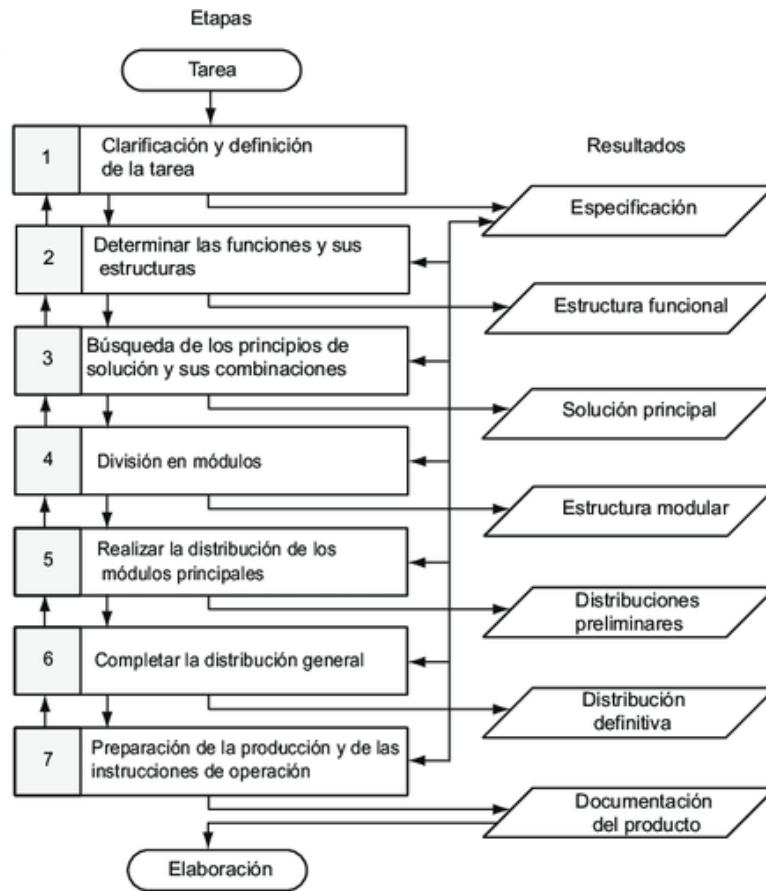 Etapas
Tarea
1
Clarificación y definición
de la tarea
Resultados
Especificación
2
Determinar las funciones y sus
estructuras
Estructura funcional
3
Búsqueda de los principios de
solución y sus combinaciones
Solución principal
4
División en módulos
Estructura modular
5
Realizar la distribución de los
módulos principales
Distribuciones
preliminares
6
Completar la distribución general
Distribución
definitiva
7
Preparación de la producción y de las
instrucciones de operación
Documentación
del producto
Elaboración